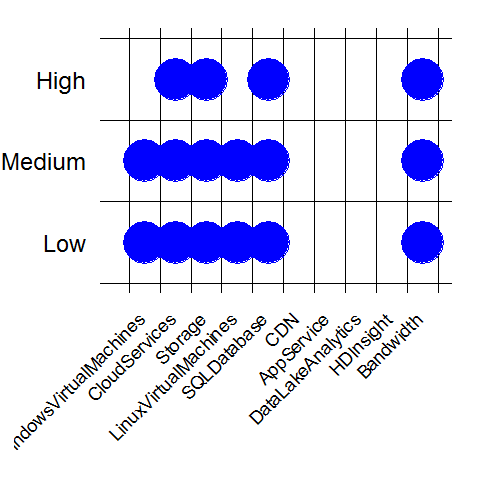 High
Medium
Low
ndowsVirtualMachines
CloudServices
Storage
LinuxVirtualMachines
SQLDatabase
CDN
AppService
DataLakeAnalytics
HDInsight
Bandwidth